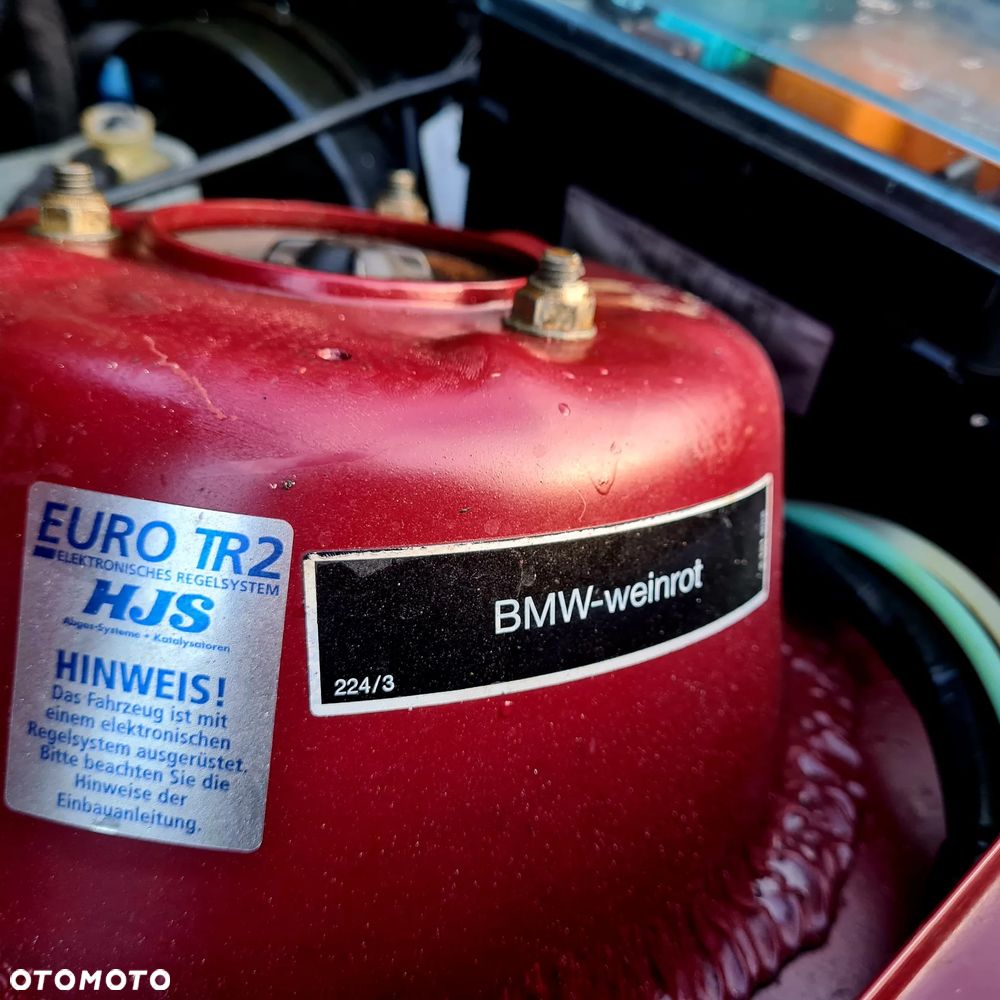 EURO TR2
ELEKTRONISCHES REGELSYSTEM
HJS
Abgas-Systeme • Katalysatoren
HINWEIS!
Das Fahrzeug ist mit
einem elektronischen
Regelsystem ausgerüstet.
Bitte beachten Sie die
Hinweise der
Einbauanleitung.
BMW-weinrot
224/3
OTOMOTO